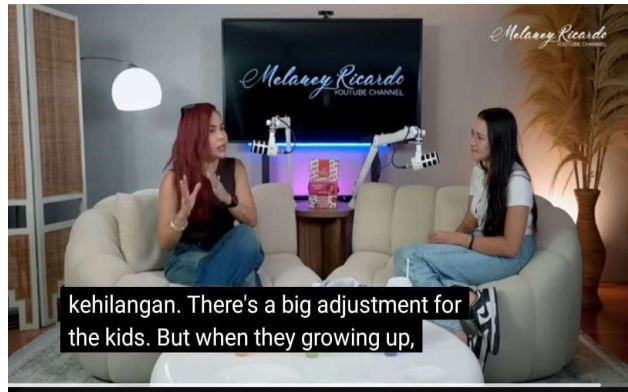 Melaney Ricardo
YOUTUBE CHANNEL
Melaney Ricardo
YOUTUBE CHANNEL
kehilangan. There's a big adjustment for
the kids. But when they growing up,